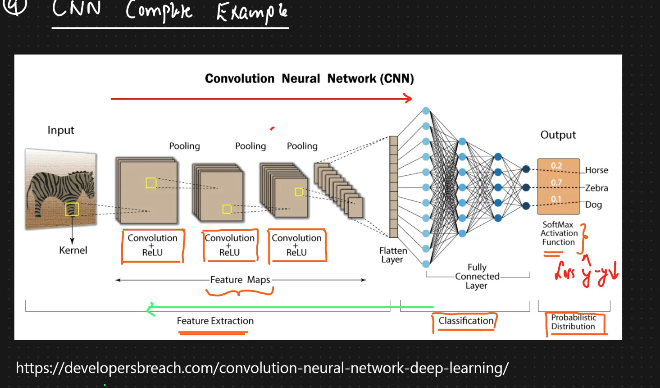 ④ CNN Complete Example
Convolution Neural Network (CNN)
Input
Pooling Pooling Pooling
Output
0.2 Horse
0.7 Zebra
0.1 Dog
Kernel
Convolution + ReLU
Convolution + ReLU
Convolution + ReLU
Flatten Layer
SoftMax Activation Function
Loss ŷ-y↓
Feature Maps
Fully Connected Layer
Feature Extraction
Classification
Probabilistic Distribution
https://developersbreach.com/convolution-neural-network-deep-learning/